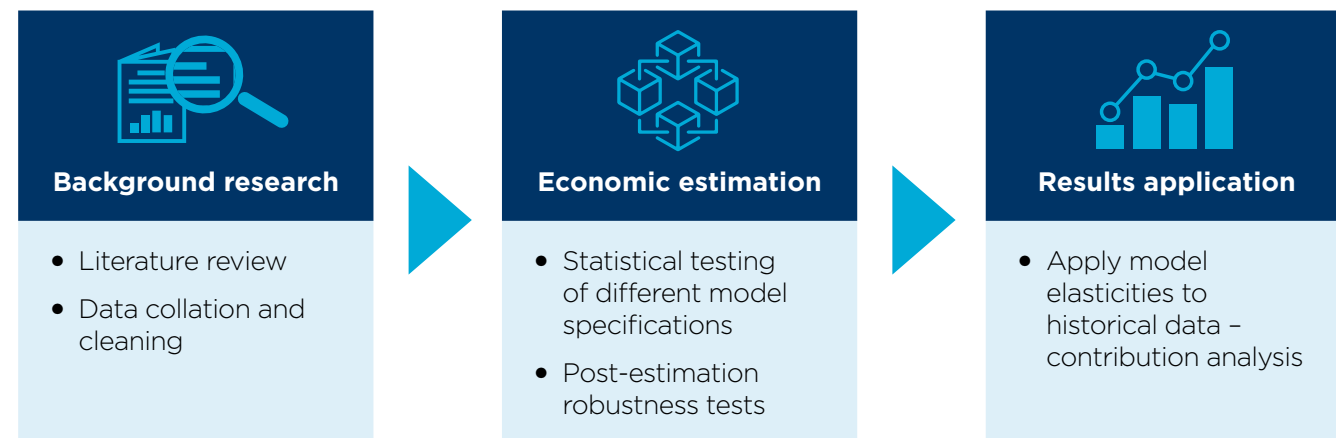 Background research
• Literature review
• Data collation and
cleaning
Economic estimation
• Statistical testing
of different model
specifications
• Post-estimation
robustness tests
Results application
• Apply model
elasticities to
historical data –
contribution analysis